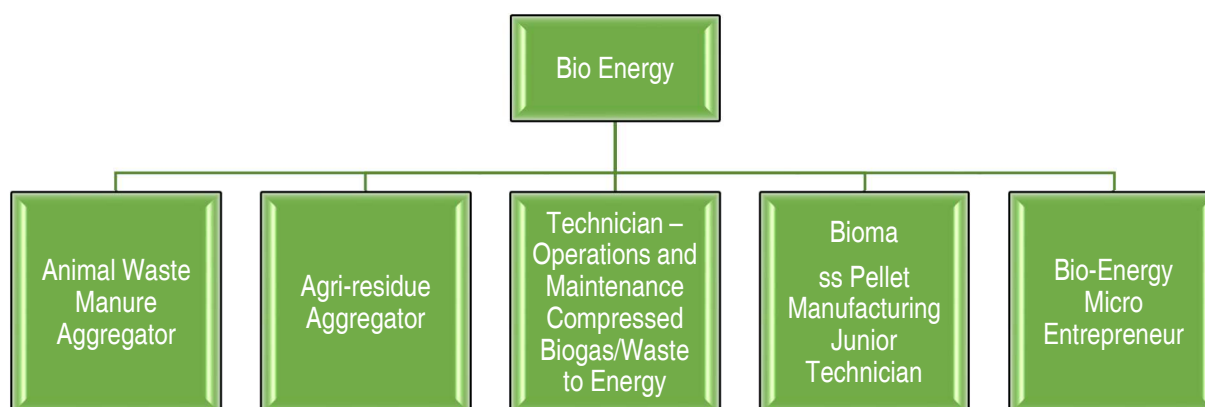 Bio Energy
Animal Waste
Manure
Aggregator
Agri-residue
Aggregator
Technician –
Operations and
Maintenance
Compressed
Biogas/Waste
to Energy
Bioma
ss Pellet
Manufacturing
Junior
Technician
Bio-Energy
Micro
Entrepreneur